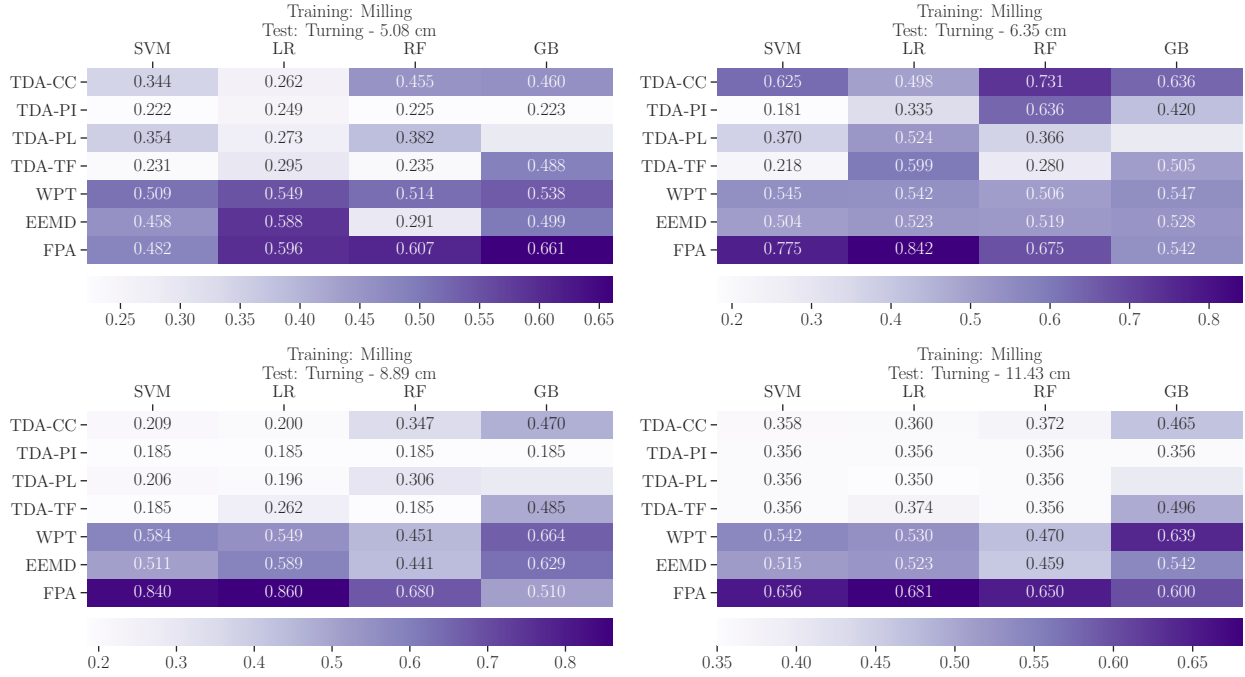 Training: Milling
Test: Turning - 5.08 cm
SVM LR RF GB
TDA-CC 0.344 0.262 0.455 0.460
TDA-PI 0.222 0.249 0.225 0.223
TDA-PL 0.354 0.273 0.382
TDA-TF 0.231 0.295 0.235 0.488
WPT 0.509 0.549 0.514 0.538
EEMD 0.458 0.588 0.291 0.499
FPA 0.482 0.596 0.607 0.661
0.25 0.30 0.35 0.40 0.45 0.50 0.55 0.60 0.65
Training: Milling
Test: Turning - 6.35 cm
SVM LR RF GB
TDA-CC 0.625 0.498 0.731 0.636
TDA-PI 0.181 0.335 0.636 0.420
TDA-PL 0.370 0.524 0.366
TDA-TF 0.218 0.599 0.280 0.505
WPT 0.545 0.542 0.506 0.547
EEMD 0.504 0.523 0.519 0.528
FPA 0.775 0.842 0.675 0.542
0.2 0.3 0.4 0.5 0.6 0.7 0.8
Training: Milling
Test: Turning - 8.89 cm
SVM LR RF GB
TDA-CC 0.209 0.200 0.347 0.470
TDA-PI 0.185 0.185 0.185 0.185
TDA-PL 0.206 0.196 0.306
TDA-TF 0.185 0.262 0.185 0.485
WPT 0.584 0.549 0.451 0.664
EEMD 0.511 0.589 0.441 0.629
FPA 0.840 0.860 0.680 0.510
0.2 0.3 0.4 0.5 0.6 0.7 0.8
Training: Milling
Test: Turning - 11.43 cm
SVM LR RF GB
TDA-CC 0.358 0.360 0.372 0.465
TDA-PI 0.356 0.356 0.356 0.356
TDA-PL 0.356 0.350 0.356
TDA-TF 0.356 0.374 0.356 0.496
WPT 0.542 0.530 0.470 0.639
EEMD 0.515 0.523 0.459 0.542
FPA 0.656 0.681 0.650 0.600
0.35 0.40 0.45 0.50 0.55 0.60 0.65